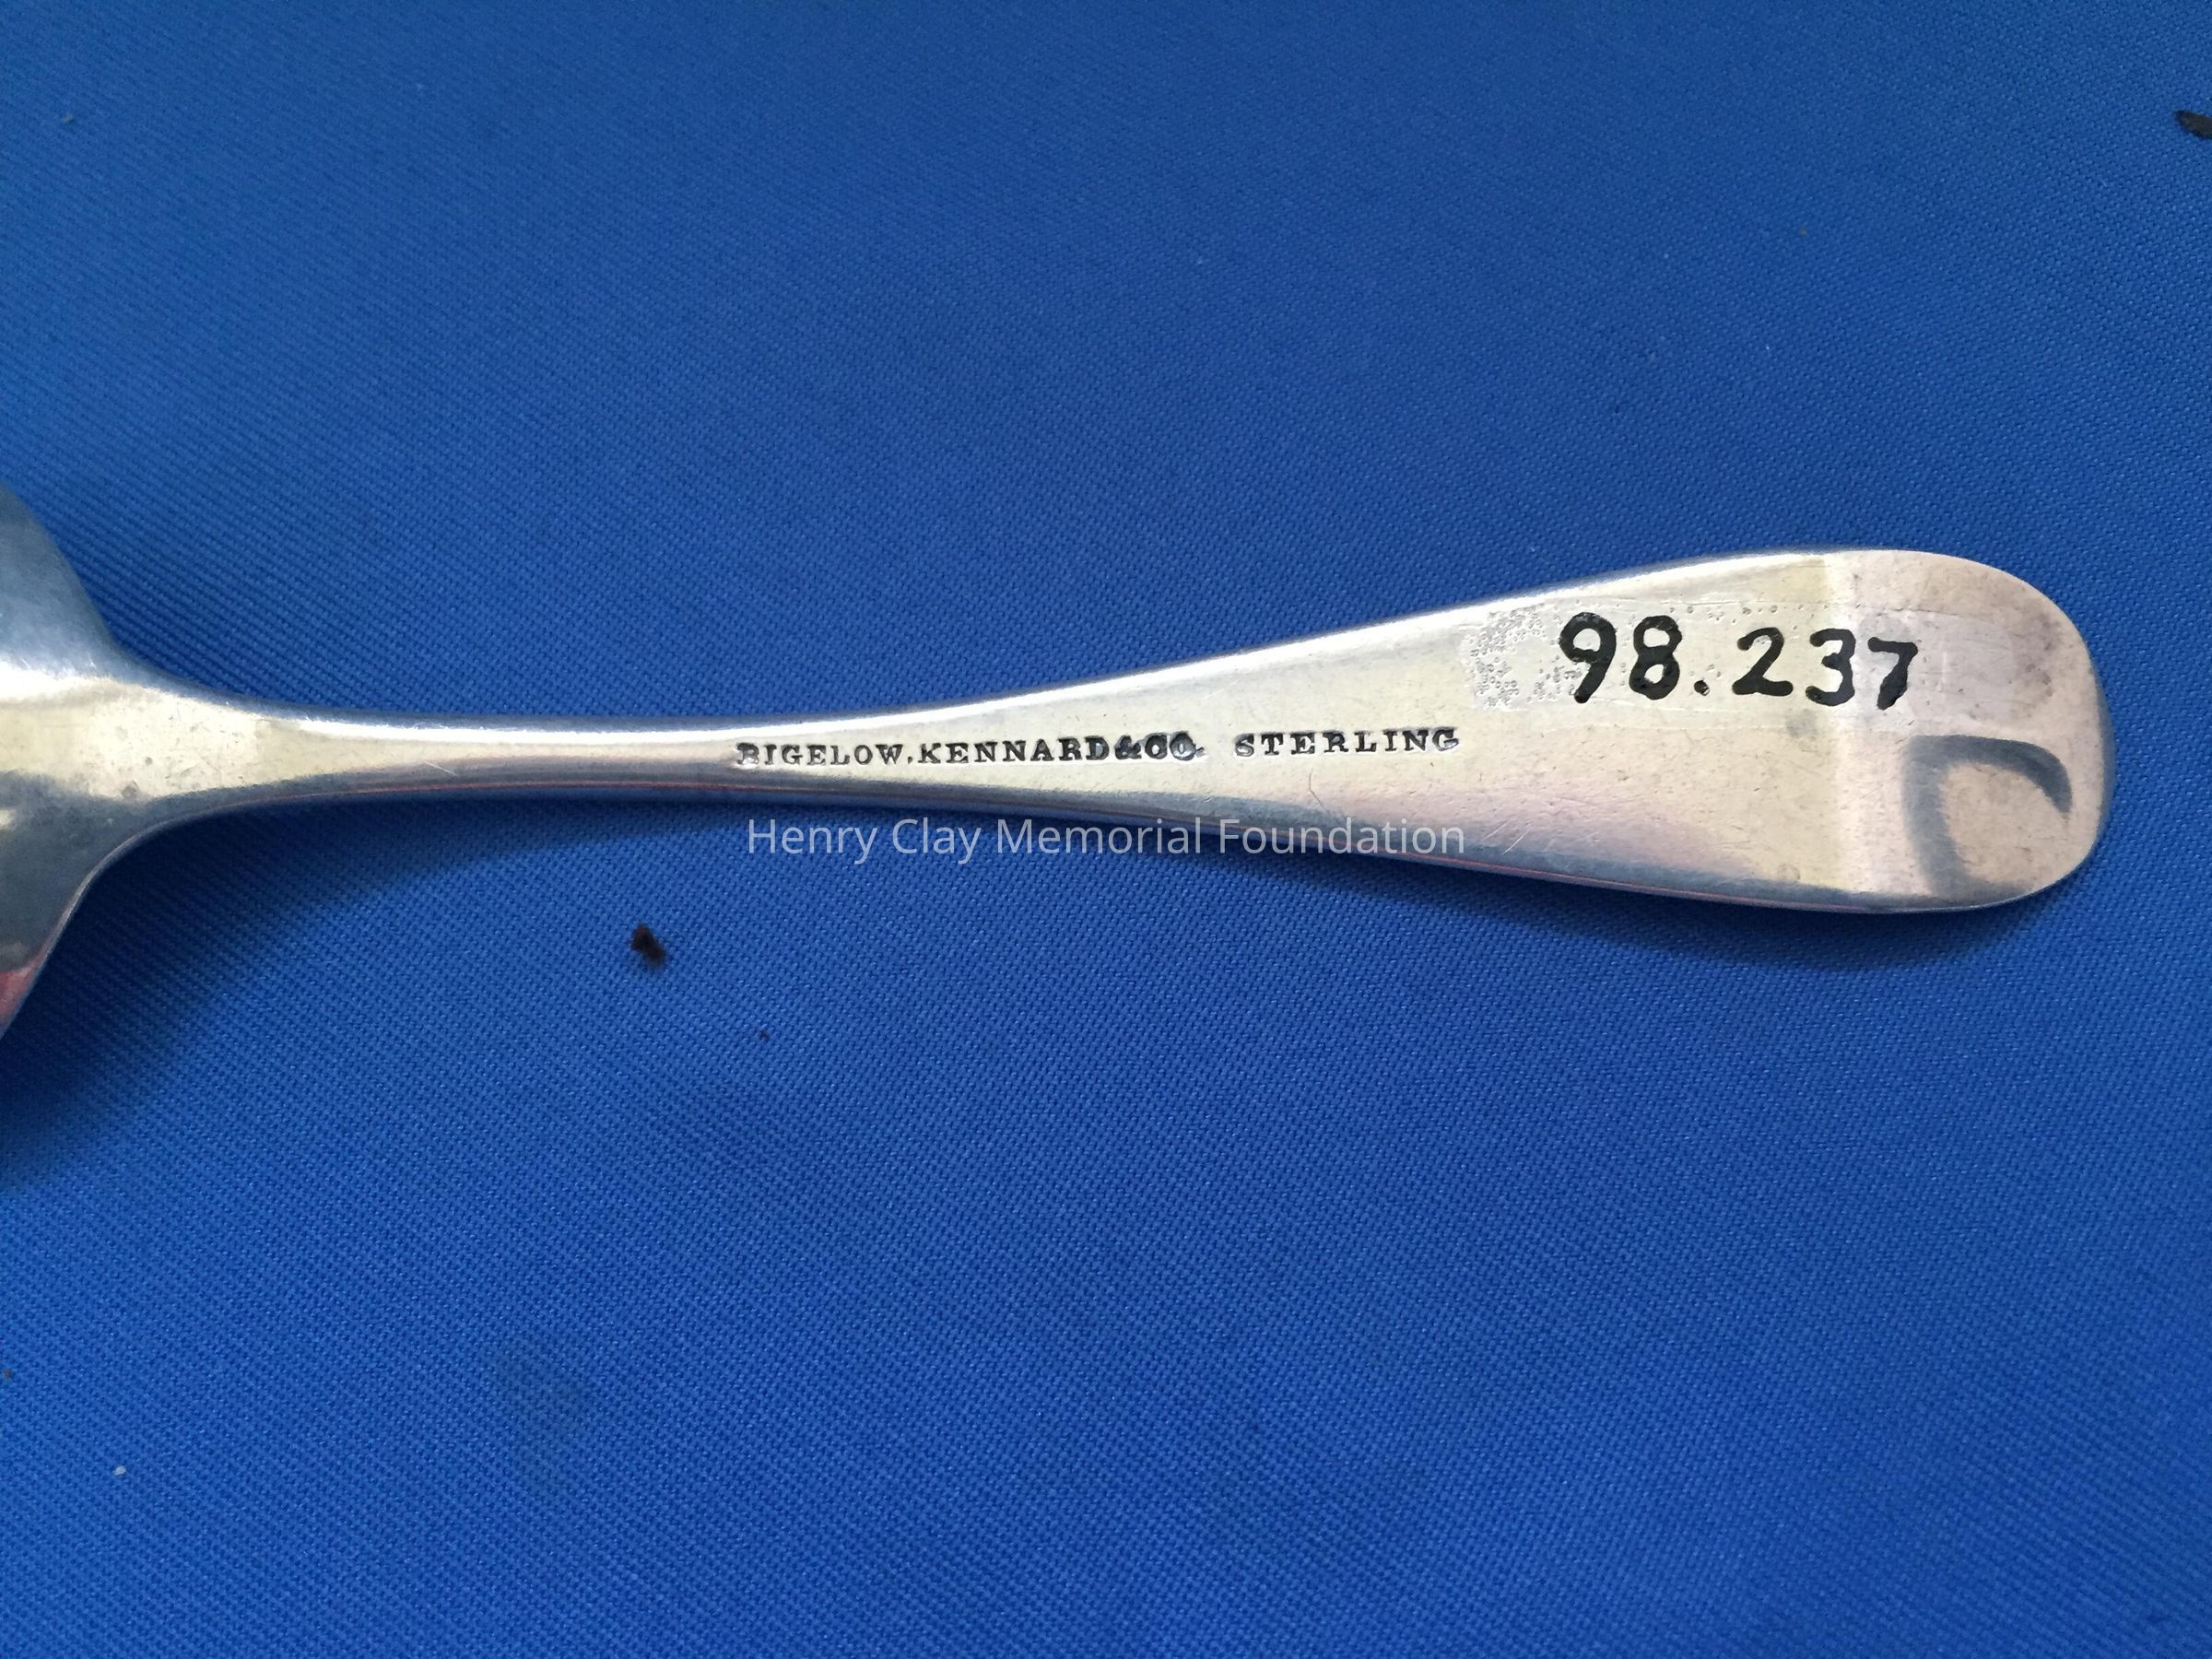 98.237
BIGELOW, KENNARD & CO. STERLING
Henry Clay Memorial Foundation